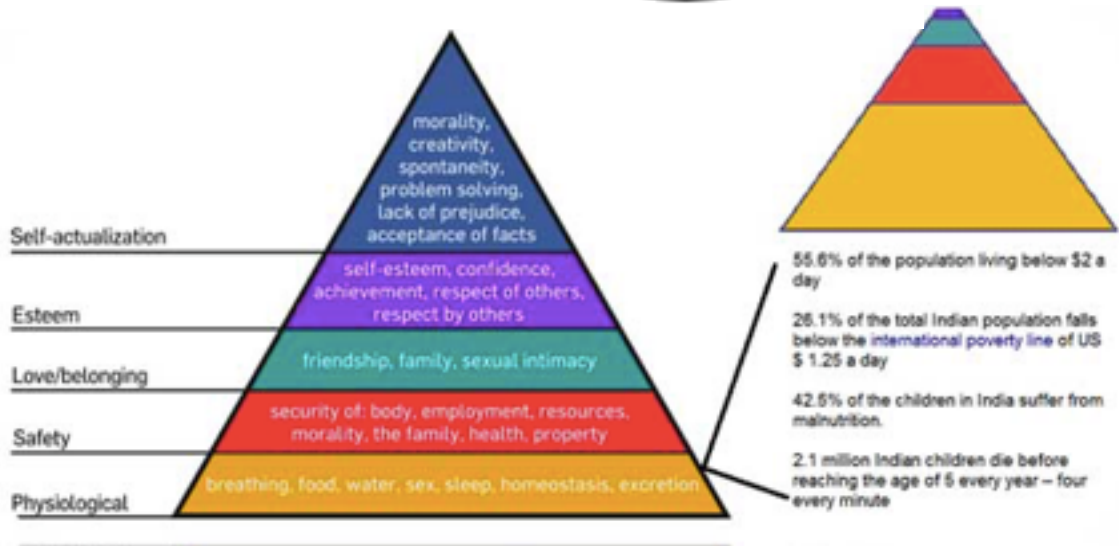 morality,
creativity,
spontaneity,
problem solving,
lack of prejudice,
acceptance of facts
Self-actualization
self-esteem, confidence,
achievement, respect of others,
respect by others
Esteem
friendship, family, sexual intimacy
Love/belonging
security of: body, employment, resources,
morality, the family, health, property
Safety
breathing, food, water, sex, sleep, homeostasis, excretion
Physiological
55.6% of the population living below $2 a
day
26.1% of the total Indian population falls
below the international poverty line of US
$ 1.25 a day
42.5% of the children in India suffer from
malnutrition.
2.1 million Indian children die before
reaching the age of 5 every year – four
every minute